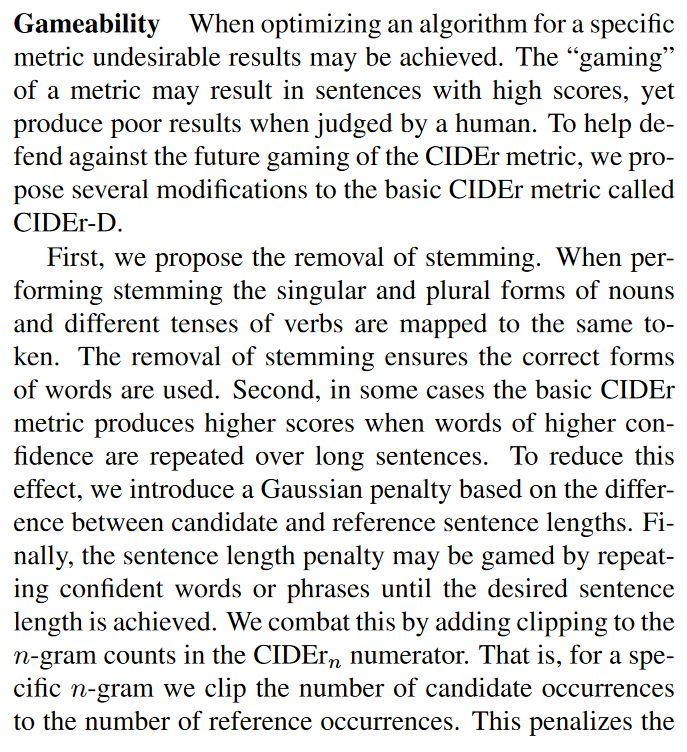 Gameability When optimizing an algorithm for a specific
metric undesirable results may be achieved. The “gaming”
of a metric may result in sentences with high scores, yet
produce poor results when judged by a human. To help de-
fend against the future gaming of the CIDEr metric, we pro-
pose several modifications to the basic CIDEr metric called
CIDEr-D.
First, we propose the removal of stemming. When per-
forming stemming the singular and plural forms of nouns
and different tenses of verbs are mapped to the same to-
ken. The removal of stemming ensures the correct forms
of words are used. Second, in some cases the basic CIDEr
metric produces higher scores when words of higher con-
fidence are repeated over long sentences. To reduce this
effect, we introduce a Gaussian penalty based on the differ-
ence between candidate and reference sentence lengths. Fi-
nally, the sentence length penalty may be gamed by repeat-
ing confident words or phrases until the desired sentence
length is achieved. We combat this by adding clipping to the
n-gram counts in the CIDErₙ numerator. That is, for a spe-
cific n-gram we clip the number of candidate occurrences
to the number of reference occurrences. This penalizes the